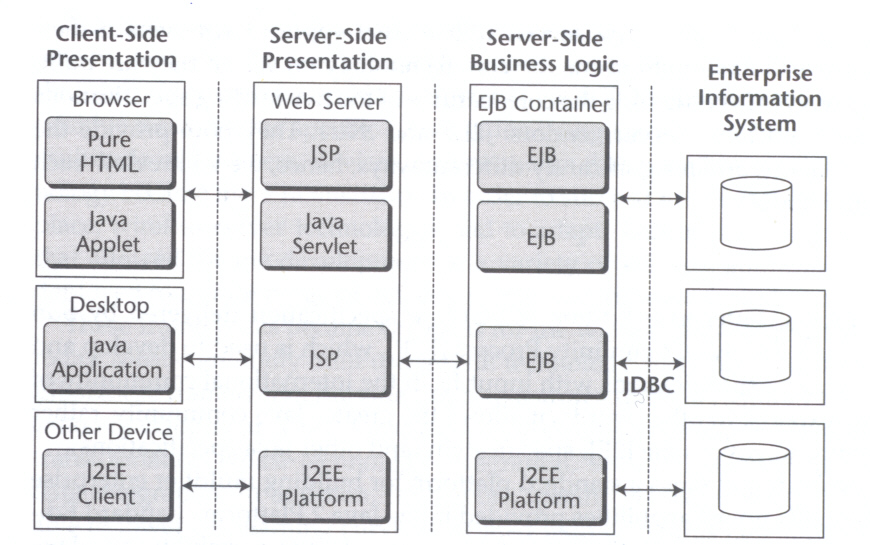 Client-Side
Presentation
Server-Side
Presentation
Server-Side
Business Logic
Enterprise
Information
System
Browser
Pure
HTML
Java
Applet
Desktop
Java
Application
Other Device
J2EE
Client
Web Server
JSP
Java
Servlet
JSP
J2EE
Platform
EJB Container
EJB
EJB
EJB
J2EE
Platform
JDBC